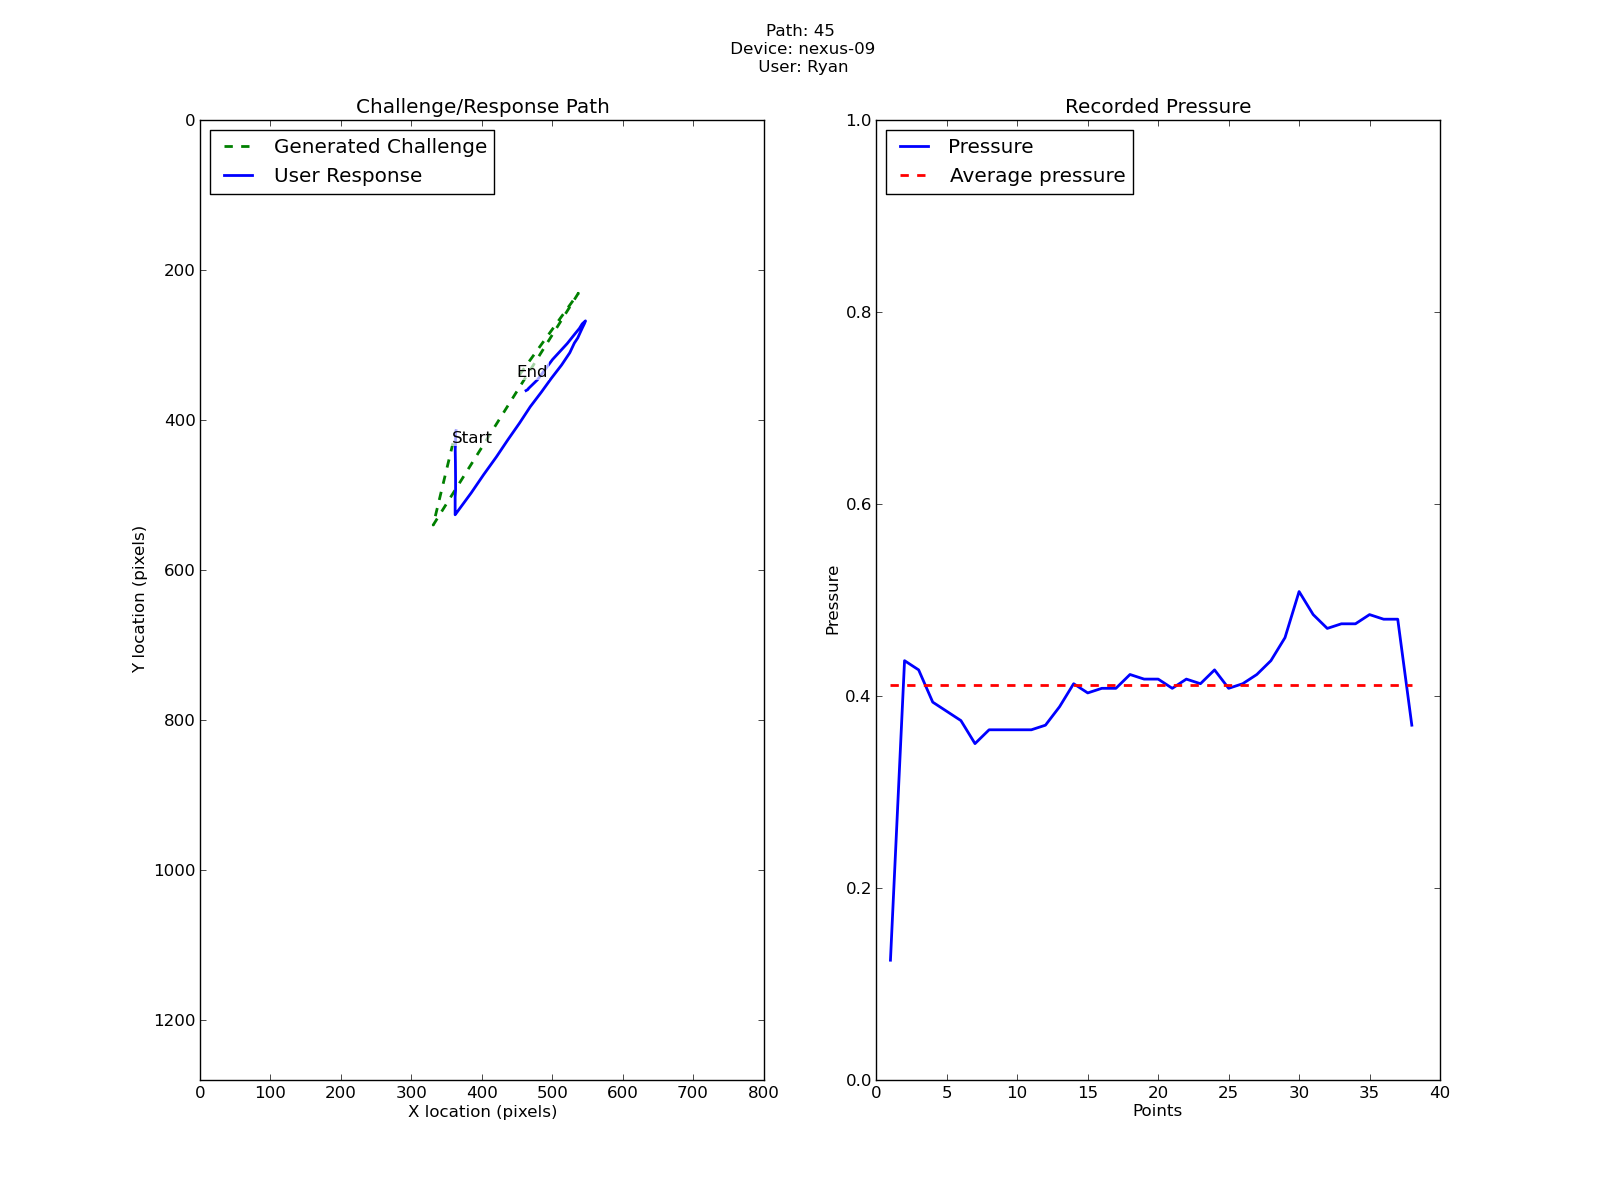 Path: 45
Device: nexus-09
User: Ryan
Challenge/Response Path
Generated Challenge
User Response
0
200
400
600
800
1000
1200
Y location (pixels)
End
Start
0 100 200 300 400 500 600 700 800
X location (pixels)
Recorded Pressure
Pressure
Average pressure
1.0
0.8
0.6
0.4
0.2
0.0
Pressure
0 5 10 15 20 25 30 35 40
Points